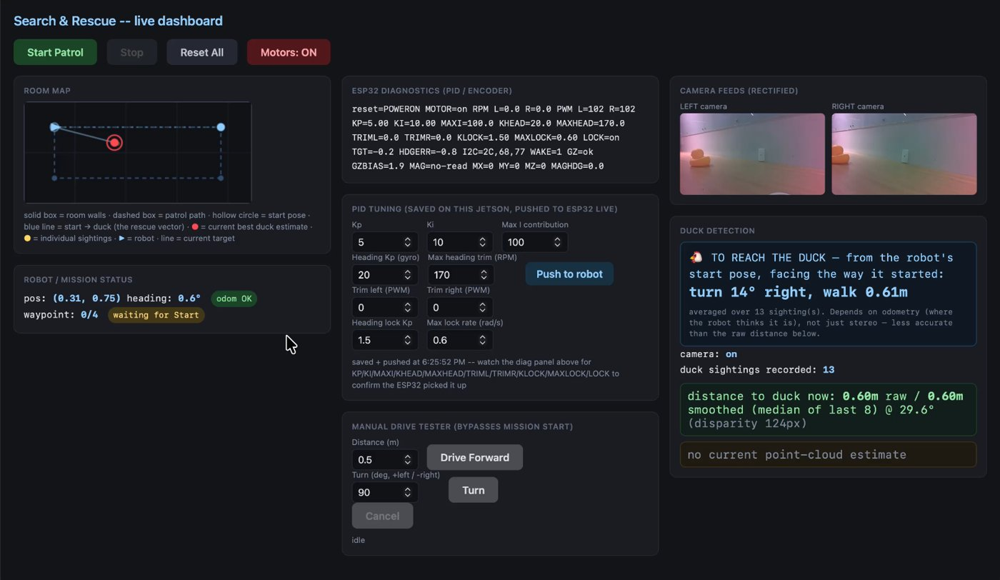 Search & Rescue -- live dashboard
Start Patrol
Stop
Reset All
Motors: ON
ROOM MAP
solid box = room walls · dashed box = patrol path · hollow circle = start pose ·
blue line = start → duck (the rescue vector) · 🔴 = current best duck estimate ·
🟡 = individual sightings · ▶ = robot · line = current target
ROBOT / MISSION STATUS
pos: (0.31, 0.75) heading: 0.6° odom OK
waypoint: 0/4 waiting for Start
ESP32 DIAGNOSTICS (PID / ENCODER)
reset=POWERON MOTOR=on RPM L=0.0 R=0.0 PWM L=102 R=102
KP=5.00 KI=10.00 MAXI=100.0 KHEAD=20.0 MAXHEAD=170.0
TRIML=0.0 TRIMR=0.0 KLOCK=1.50 MAXLOCK=0.60 LOCK=on
TGT=-0.2 HDGERR=-0.8 I2C=2C,68,77 WAKE=1 GZ=ok
GZBIAS=1.9 MAG=no-read MX=0 MY=0 MZ=0 MAGHDG=0.0
PID TUNING (SAVED ON THIS JETSON, PUSHED TO ESP32 LIVE)
Kp Ki Max I contribution
5 10 100
Heading Kp (gyro) Max heading trim (RPM)
20 170 Push to robot
Trim left (PWM) Trim right (PWM)
0 0
Heading lock Kp Max lock rate (rad/s)
1.5 0.6
saved + pushed at 6:25:52 PM -- watch the diag panel above for
KP/KI/MAXI/KHEAD/MAXHEAD/TRIML/TRIMR/KLOCK/MAXLOCK/LOCK to
confirm the ESP32 picked it up
MANUAL DRIVE TESTER (BYPASSES MISSION START)
Distance (m)
0.5 Drive Forward
Turn (deg, +left / -right)
90 Turn
Cancel
idle
CAMERA FEEDS (RECTIFIED)
LEFT camera RIGHT camera
DUCK DETECTION
TO REACH THE DUCK — from the robot's
start pose, facing the way it started:
turn 14° right, walk 0.61m
averaged over 13 sighting(s). Depends on odometry (where
the robot thinks it is), not just stereo — less accurate
than the raw distance below.
camera: on
duck sightings recorded: 13
distance to duck now: 0.60m raw / 0.60m
smoothed (median of last 8) @ 29.6°
(disparity 124px)
no current point-cloud estimate